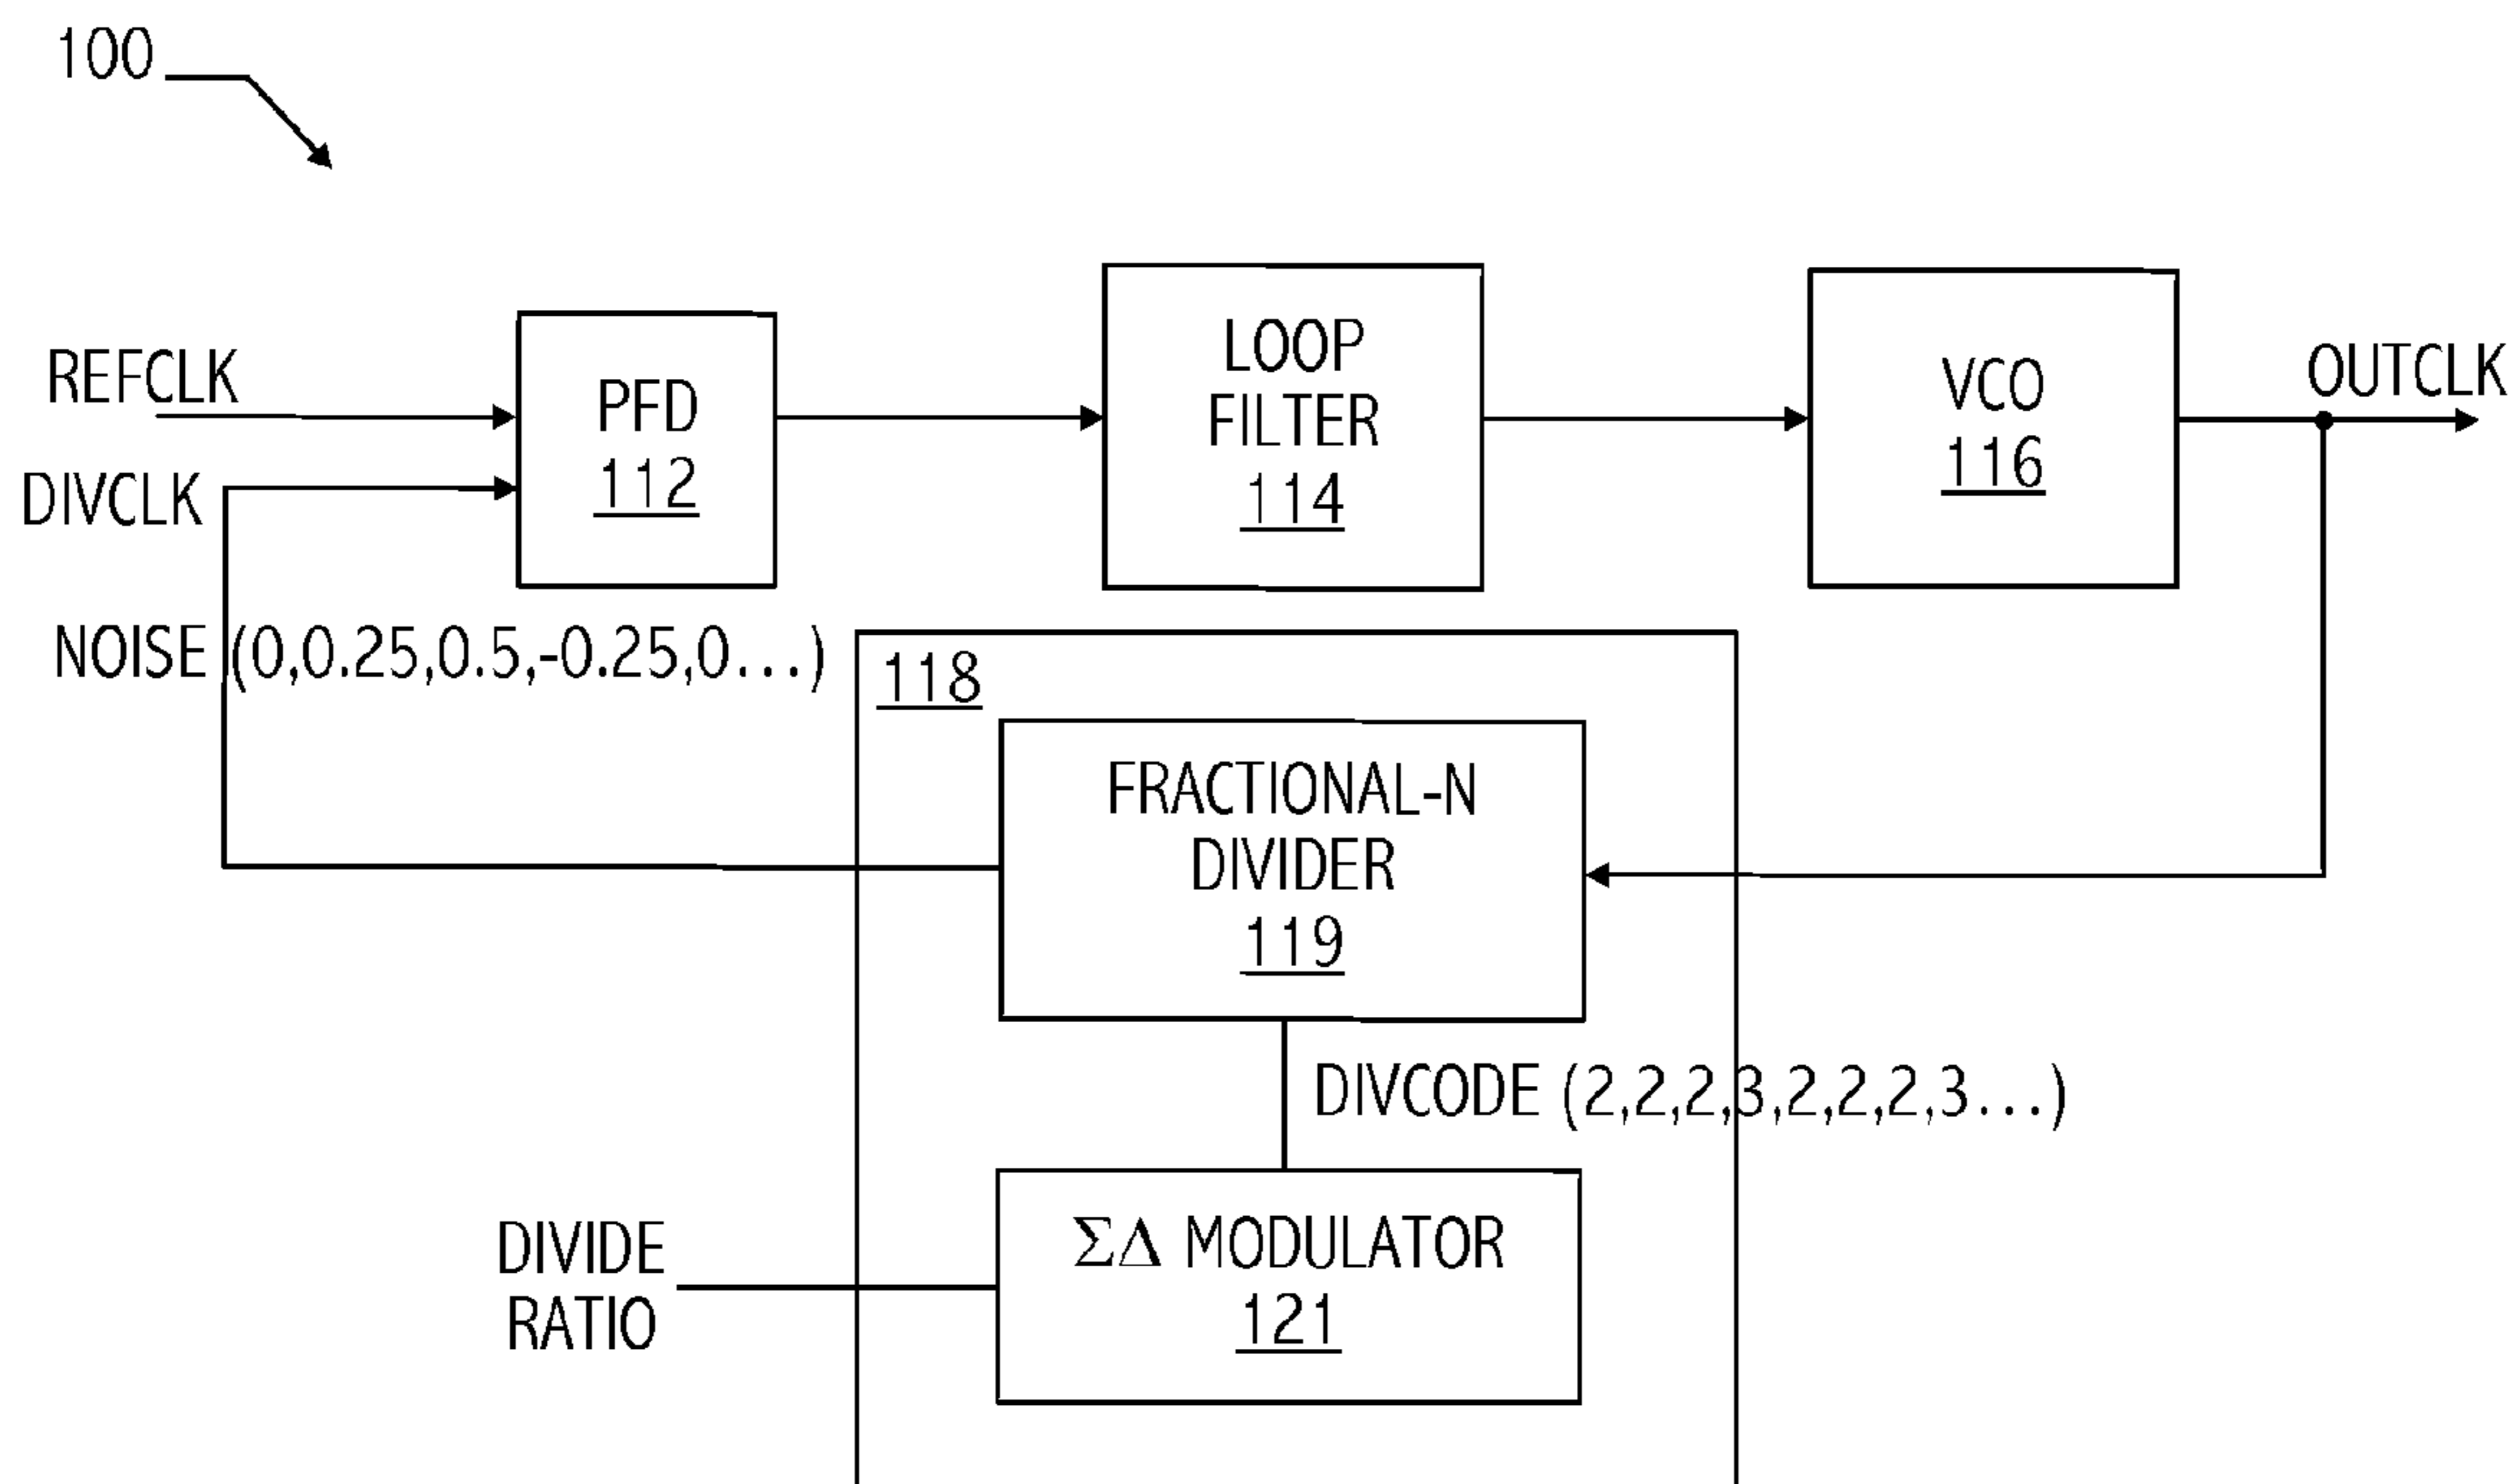 100
REFCLK
DIVCLK
PFD
112
LOOP
FILTER
114
VCO
116
OUTCLK
NOISE (0,0.25,0.5,-0.25,0...)
118
FRACTIONAL-N
DIVIDER
119
DIVCODE (2,2,2,3,2,2,2,3...)
DIVIDE
RATIO
ΣΔ MODULATOR
121